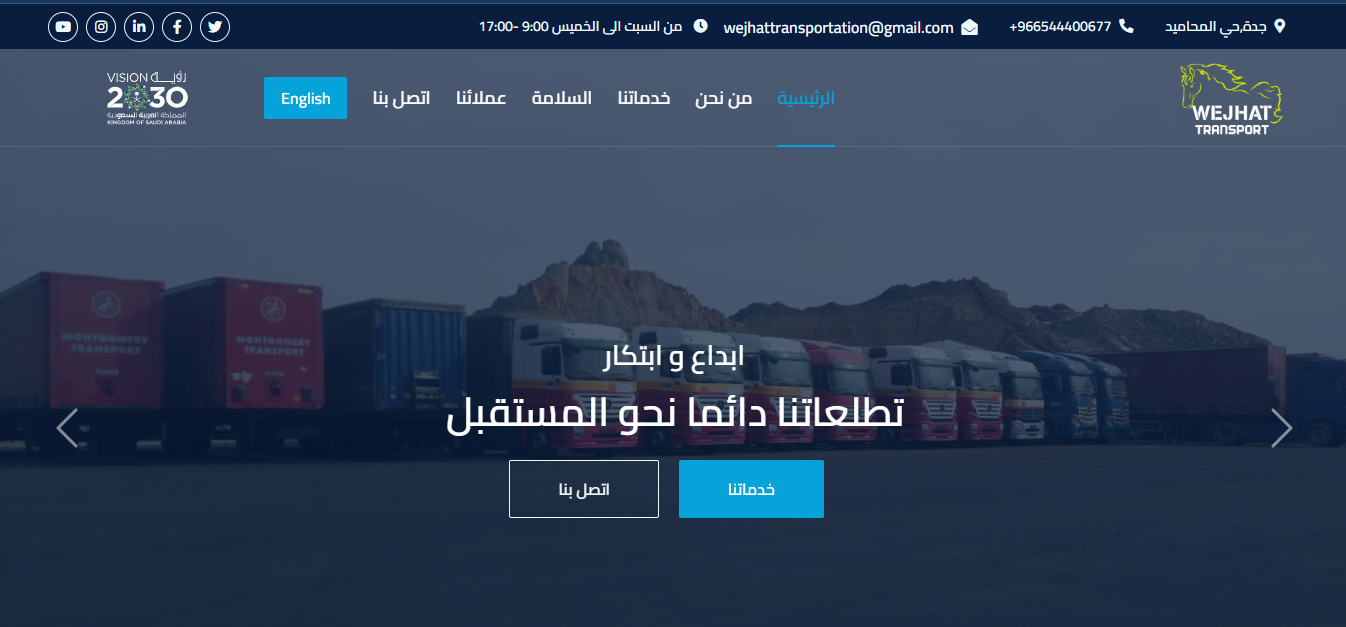 جدة,حي المحاميد
+966544400677
wejhattransportation@gmail.com
من السبت الى الخميس 9:00 -17:00
WEJHAT
TRANSPORT
الرئيسية
من نحن
خدماتنا
السلامة
عملائنا
اتصل بنا
English
VISION رؤيـــة
2030
المملكة العربية السعودية
KINGDOM OF SAUDI ARABIA
MONTGOMERY
TRANSPORT
MONTGOMERY
TRANSPORT
ابداع و ابتكار
تطلعاتنا دائما نحو المستقبل
خدماتنا
اتصل بنا